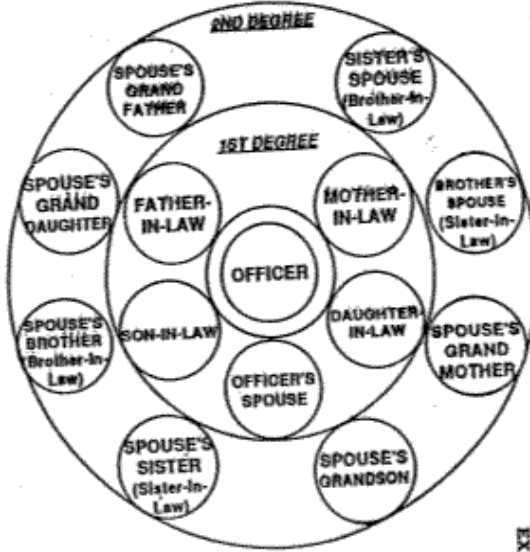 2ND DEGREE
SPOUSE'S
GRAND
FATHER
SISTER'S
SPOUSE
(Brother-In-
Law)
1ST DEGREE
SPOUSE'S
GRAND
DAUGHTER
FATHER-
IN-LAW
MOTHER-
IN-LAW
BROTHER'S
SPOUSE
(Sister-In-
Law)
OFFICER
SPOUSE'S
BROTHER
(Brother-In-
Law)
SON-IN-LAW
DAUGHTER-
IN-LAW
SPOUSE'S
GRAND
MOTHER
OFFICER'S
SPOUSE
SPOUSE'S
SISTER
(Sister-In-
Law)
SPOUSE'S
GRANDSON